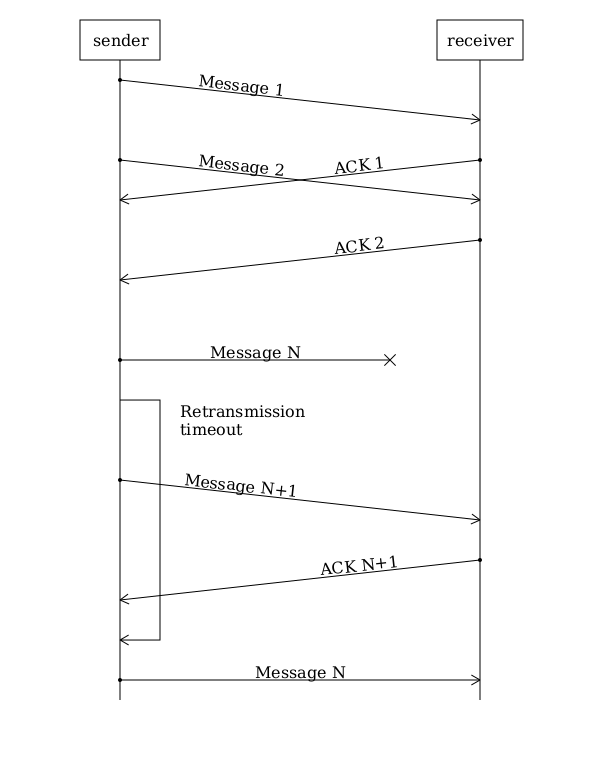 sender
receiver
Message 1
Message 2
ACK 1
ACK 2
Message N
Retransmission
timeout
Message N+1
ACK N+1
Message N